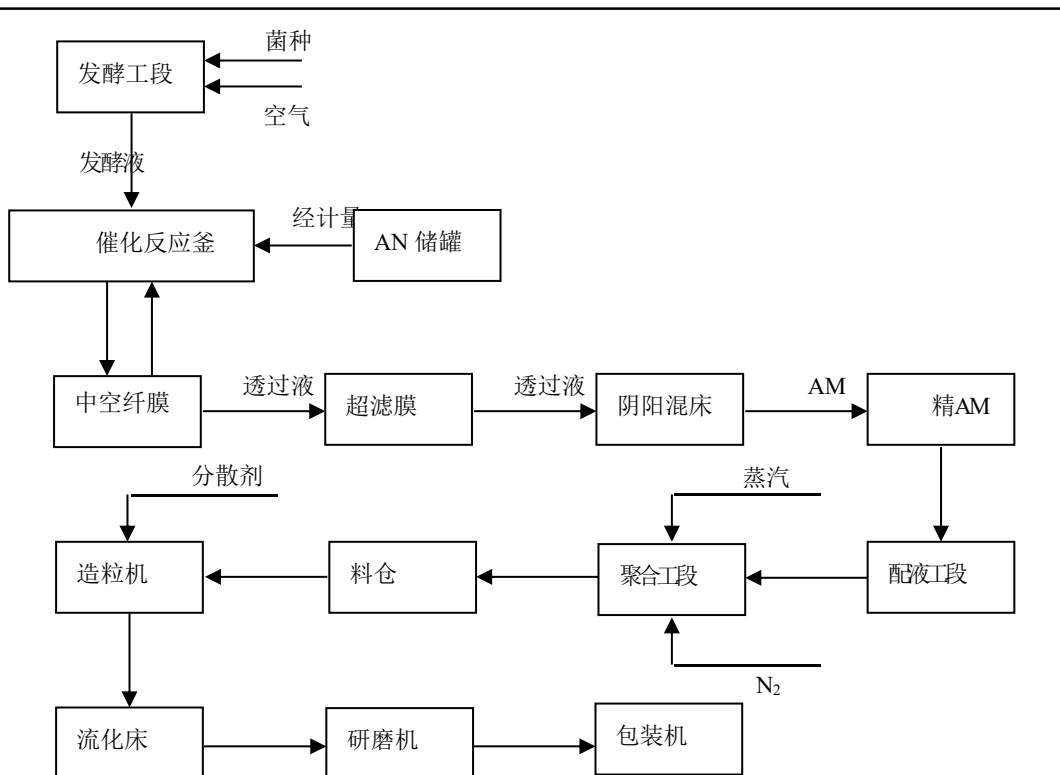 菌种
发酵工段
空气
发酵液
经计量
催化反应釜
AN 储罐
透过液
透过液
AM
中空纤膜
超滤膜
阴阳混床
精AM
分散剂
蒸汽
造粒机
料仓
聚合工段
配液工段
N₂
流化床
研磨机
包装机